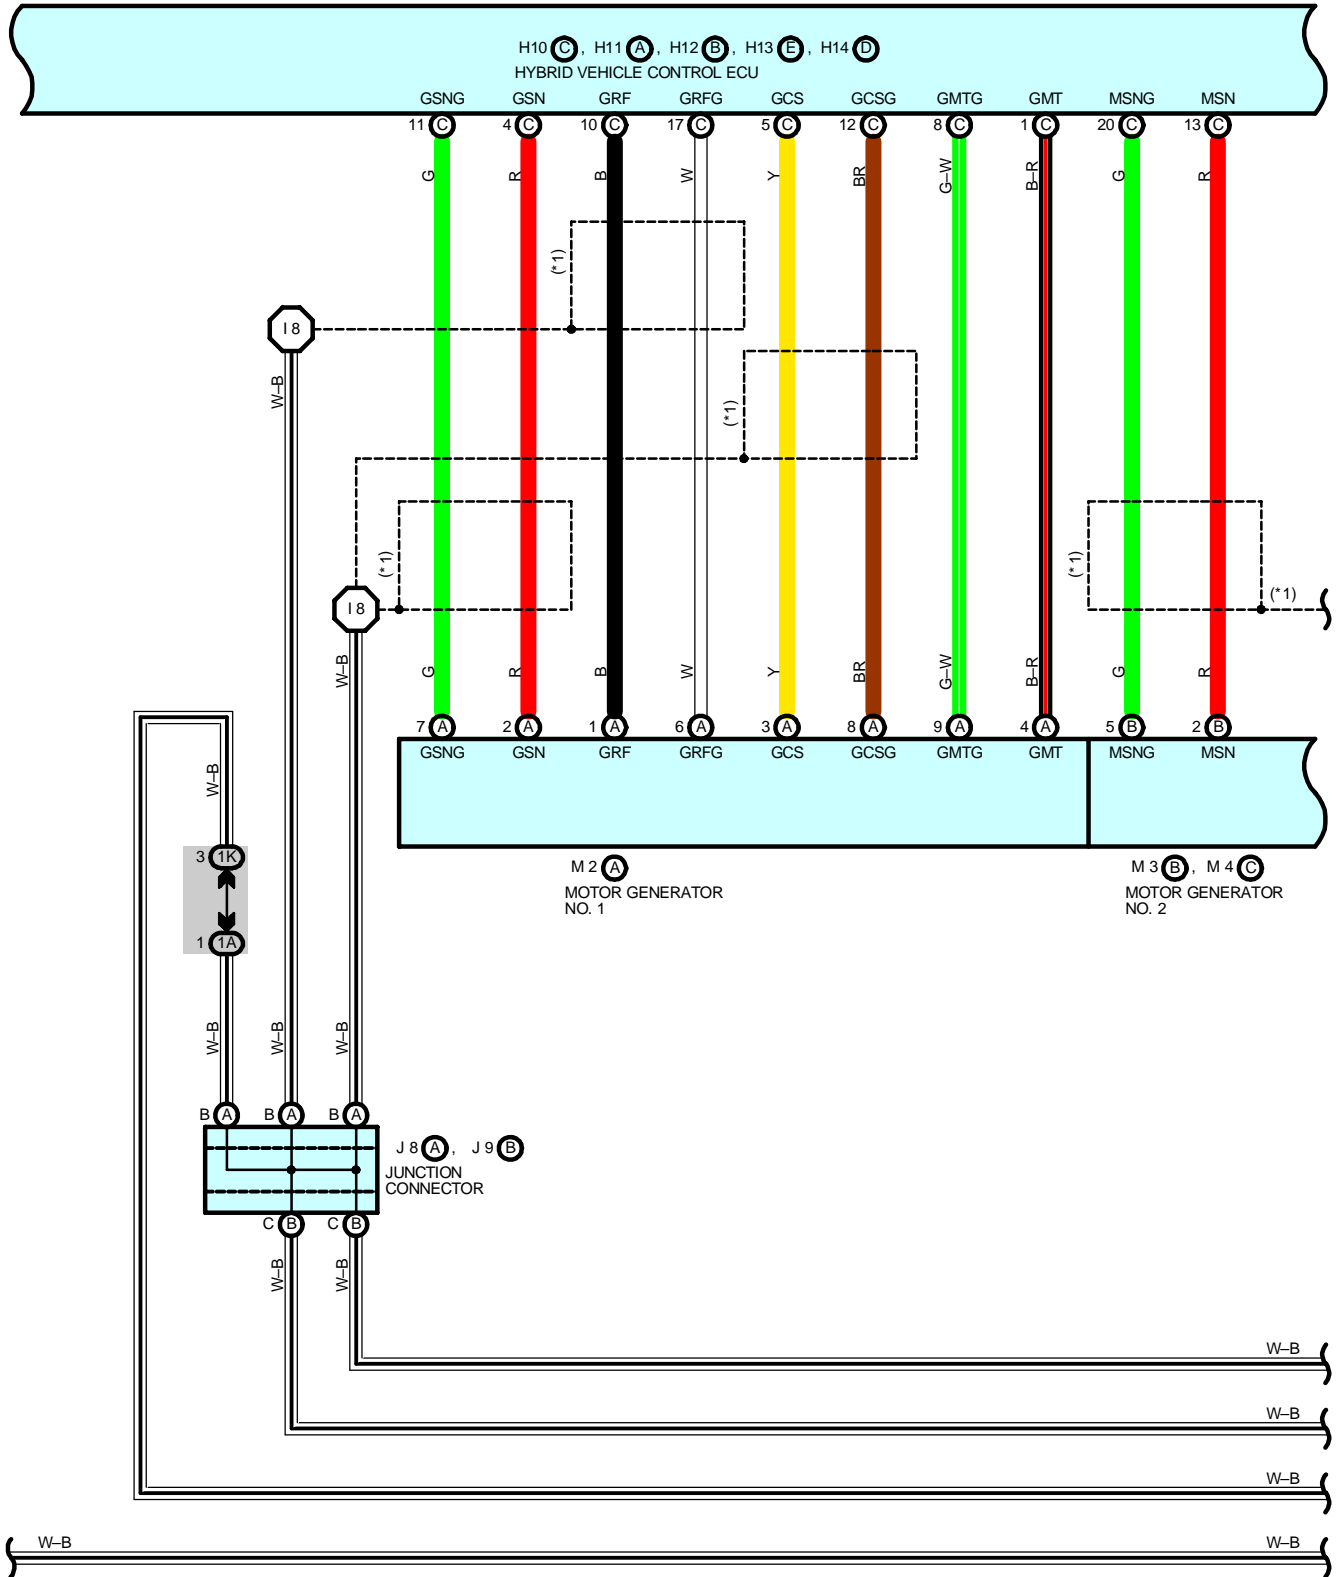 H10 C, H11 A, H12 B, H13 E, H14 D
HYBRID VEHICLE CONTROL ECU
GSNG GSN GRF GRFG GCS GCSG GMTG GMT MSNG MSN
11 C 4 C 10 C 17 C 5 C 12 C 8 C 1 C 20 C 13 C
G R B W Y BR G–W B–R G R
(*1)
I 8
W–B
(*1)
(*1) (*1) (*1)
I 8
W–B G R B W Y BR G–W B–R G R
7 A 2 A 1 A 6 A 3 A 8 A 9 A 4 A 5 B 2 B
GSNG GSN GRF GRFG GCS GCSG GMTG GMT MSNG MSN
W–B
3 1K
M 2 A M 3 B, M 4 C
MOTOR GENERATOR MOTOR GENERATOR
NO. 1 NO. 2
1 1A
W–B W–B W–B
B A B A B A
J 8 A, J 9 B
JUNCTION
CONNECTOR
C B C B
W–B W–B
W–B
W–B
W–B
W–B W–B